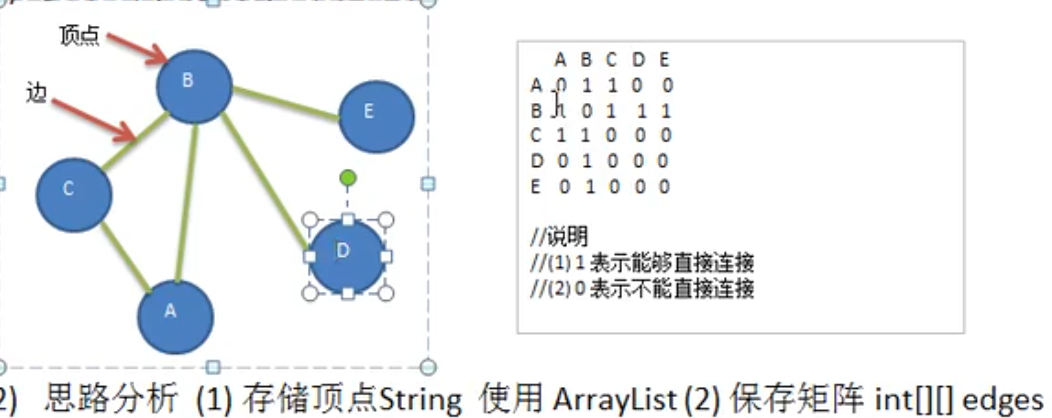 顶点
边
B
E
C
D
A
A B C D E
A 0 1 1 0 0
B 1 0 1 1 1
C 1 1 0 0 0
D 0 1 0 0 0
E 0 1 0 0 0
//说明
//(1) 1 表示能够直接连接
//(2) 0 表示不能直接连接
2) 思路分析 (1) 存储顶点String 使用 ArrayList (2) 保存矩阵 int[][] edges